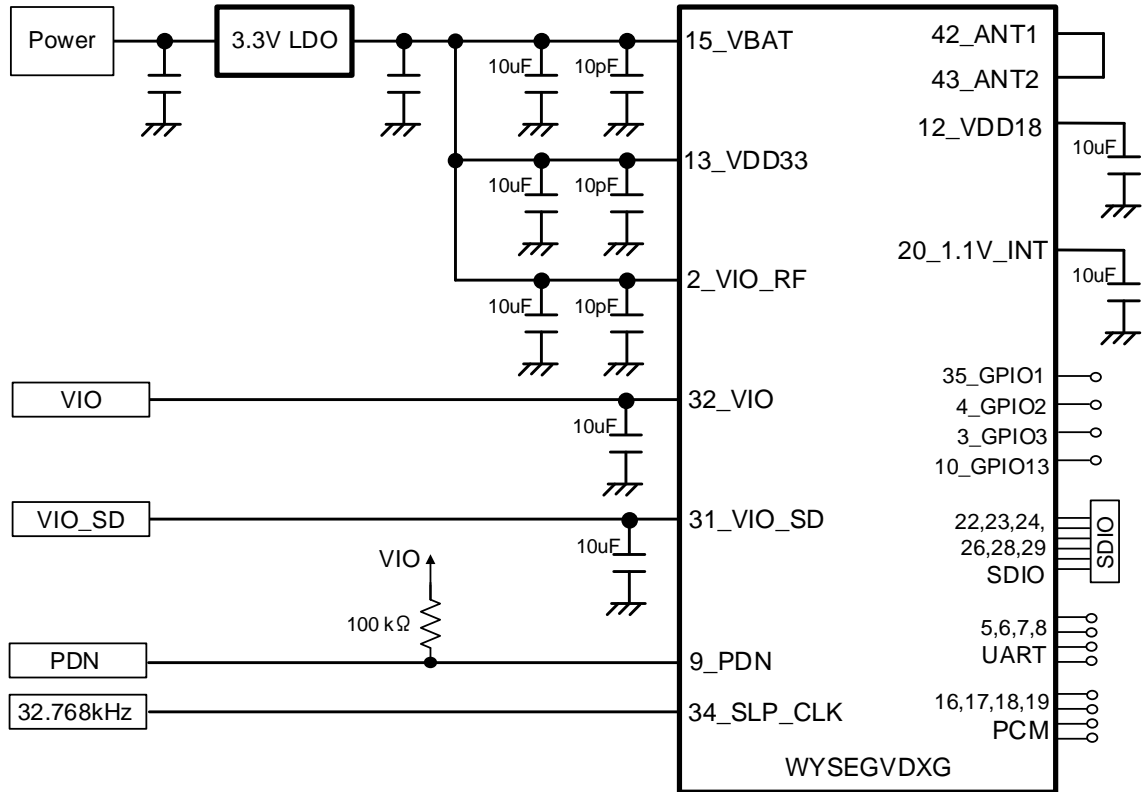 Power
3.3V LDO
15_VBAT
42_ANT1
10uF
10pF
43_ANT2
12_VDD18
10uF
13_VDD33
10uF
10pF
20_1.1V_INT
10uF
2_VIO_RF
10uF
10pF
35_GPIO1
VIO
32_VIO
4_GPIO2
10uF
3_GPIO3
10_GPIO13
VIO_SD
31_VIO_SD
22,23,24,
26,28,29
SDIO
SDIO
10uF
VIO
100 kΩ
5,6,7,8
UART
PDN
9_PDN
32.768kHz
34_SLP_CLK
16,17,18,19
PCM
WYSEGVDXG